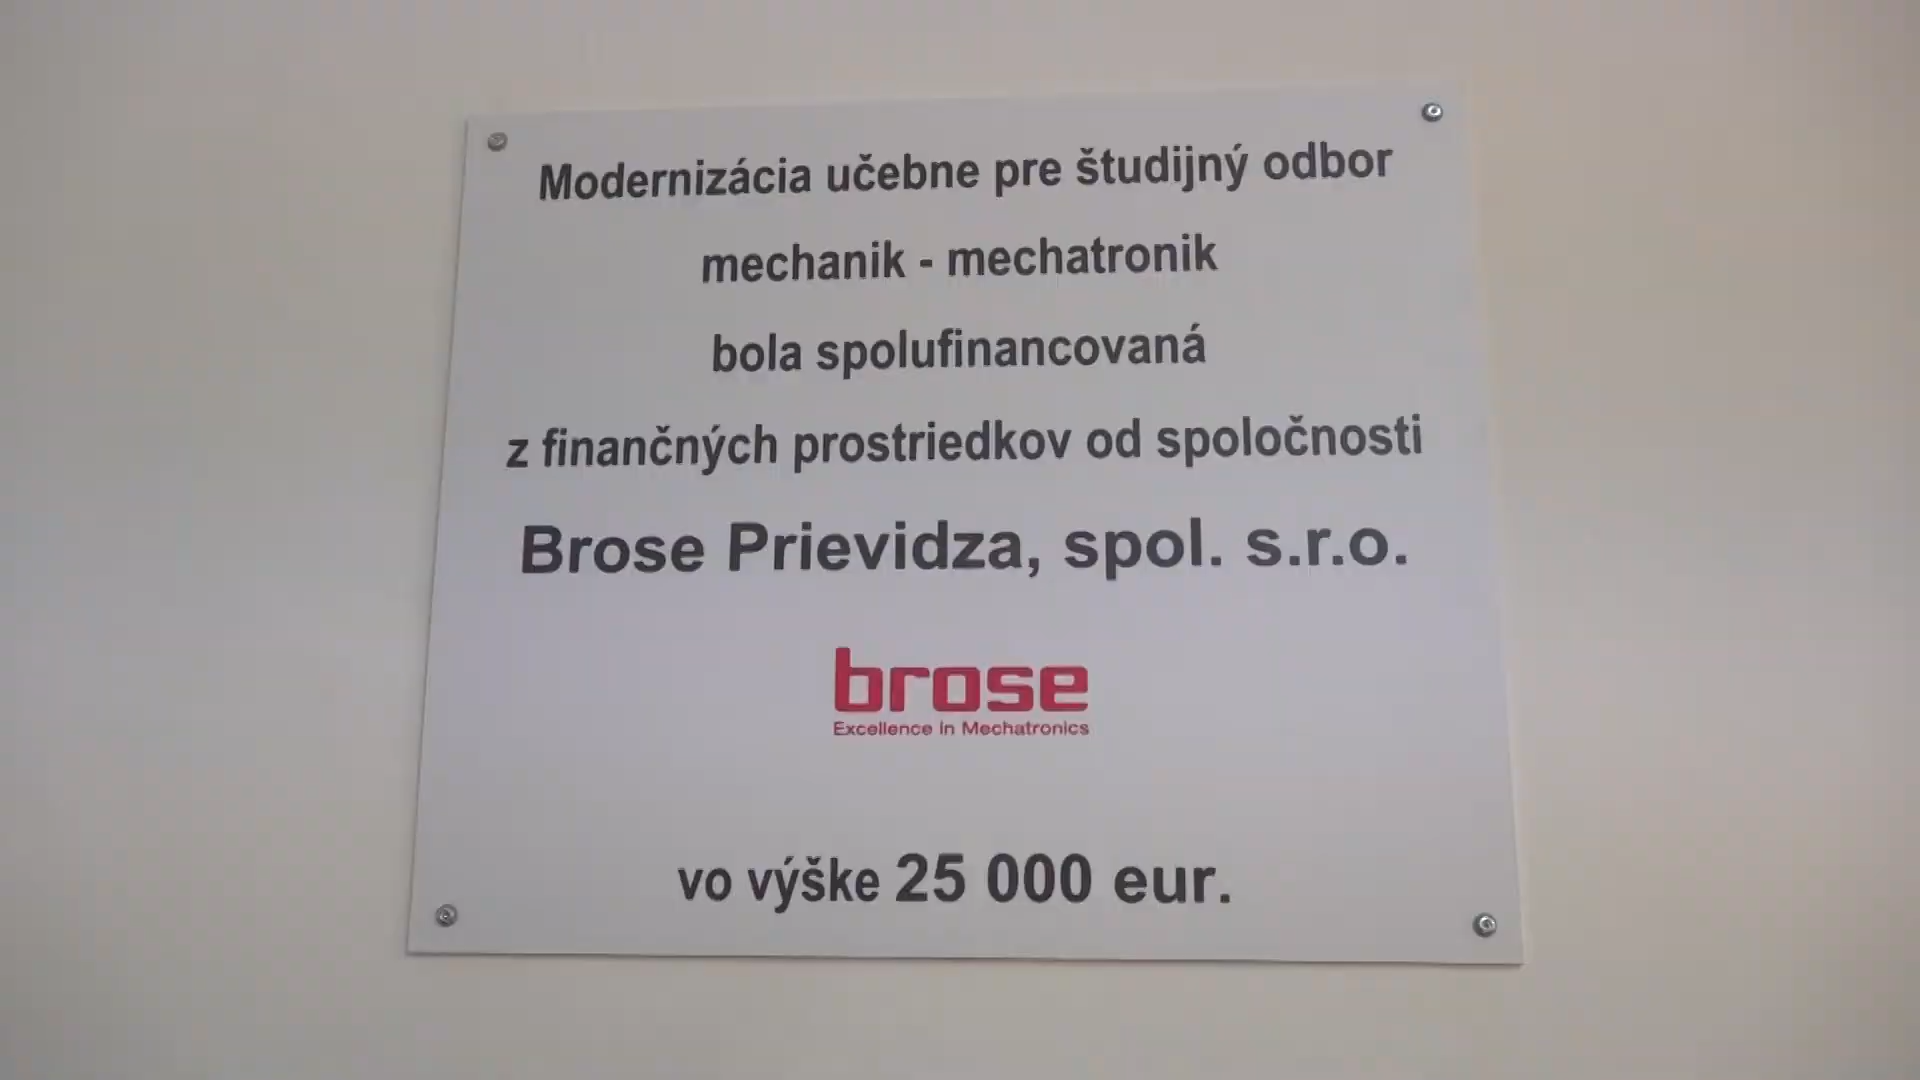 Modernizácia učebne pre študijný odbor
mechanik - mechatronik
bola spolufinancovaná
z finančných prostriedkov od spoločnosti
Brose Prievidza, spol. s.r.o.
brose
Excellence in Mechatronics
vo výške 25 000 eur.